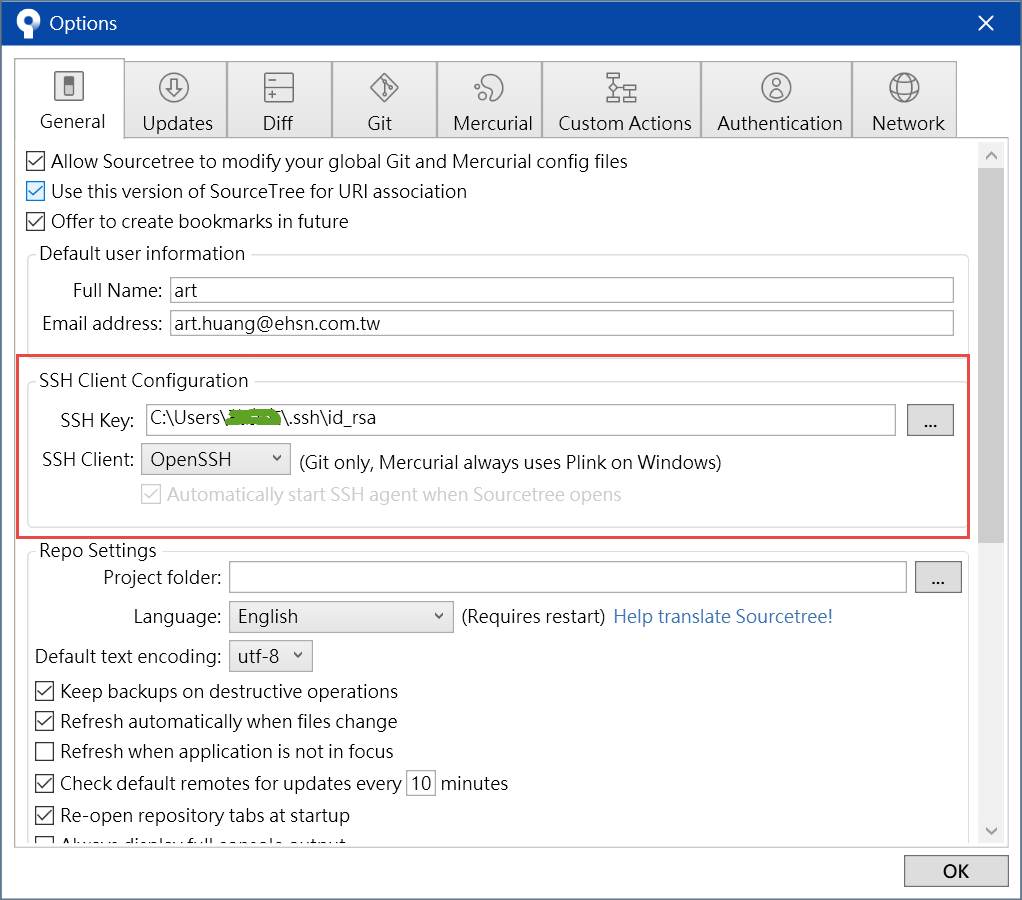 Options
General
Updates
Diff
Git
Mercurial
Custom Actions
Authentication
Network
Allow Sourcetree to modify your global Git and Mercurial config files
Use this version of SourceTree for URI association
Offer to create bookmarks in future
Default user information
Full Name: art
Email address: art.huang@ehsn.com.tw
SSH Client Configuration
SSH Key: C:\Users\ \.ssh\id_rsa ...
SSH Client: OpenSSH (Git only, Mercurial always uses Plink on Windows)
Automatically start SSH agent when Sourcetree opens
Repo Settings
Project folder: ...
Language: English (Requires restart) Help translate Sourcetree!
Default text encoding: utf-8
Keep backups on destructive operations
Refresh automatically when files change
Refresh when application is not in focus
Check default remotes for updates every 10 minutes
Re-open repository tabs at startup
Always display full console output
OK